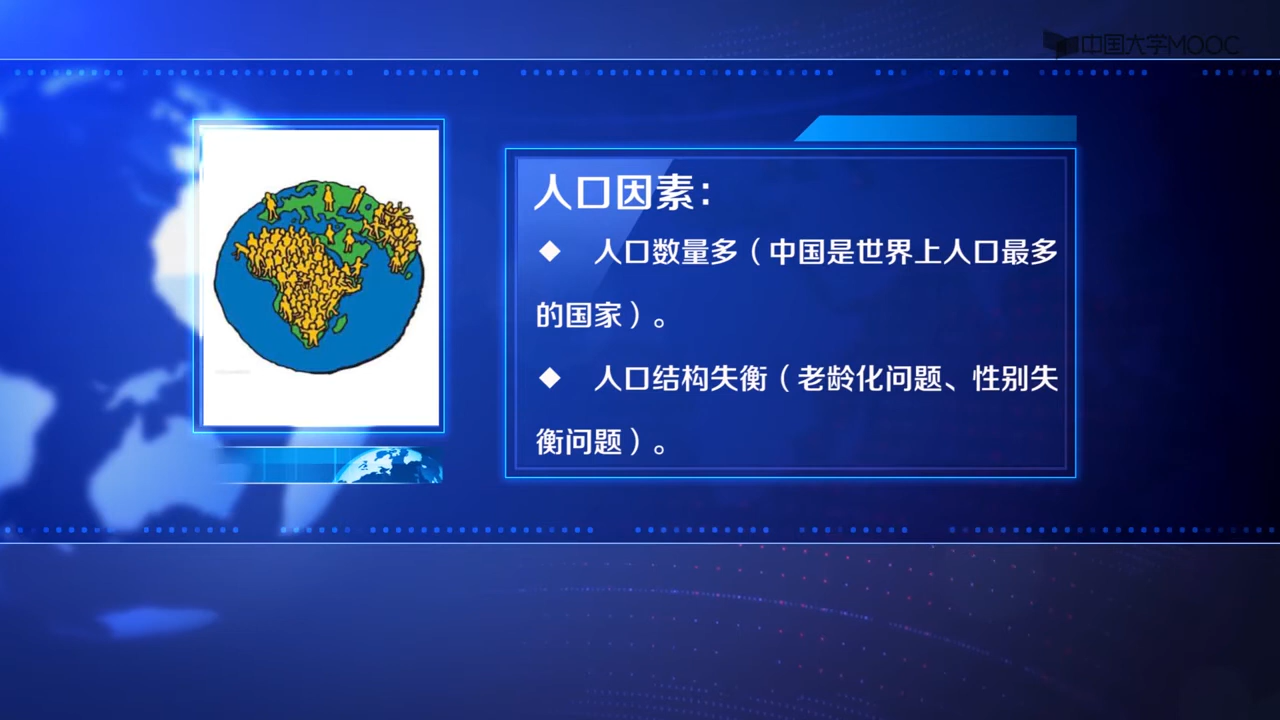 中国大学MOOC
人口因素：
◆ 人口数量多（中国是世界上人口最多
的国家）。
◆ 人口结构失衡（老龄化问题、性别失
衡问题）。